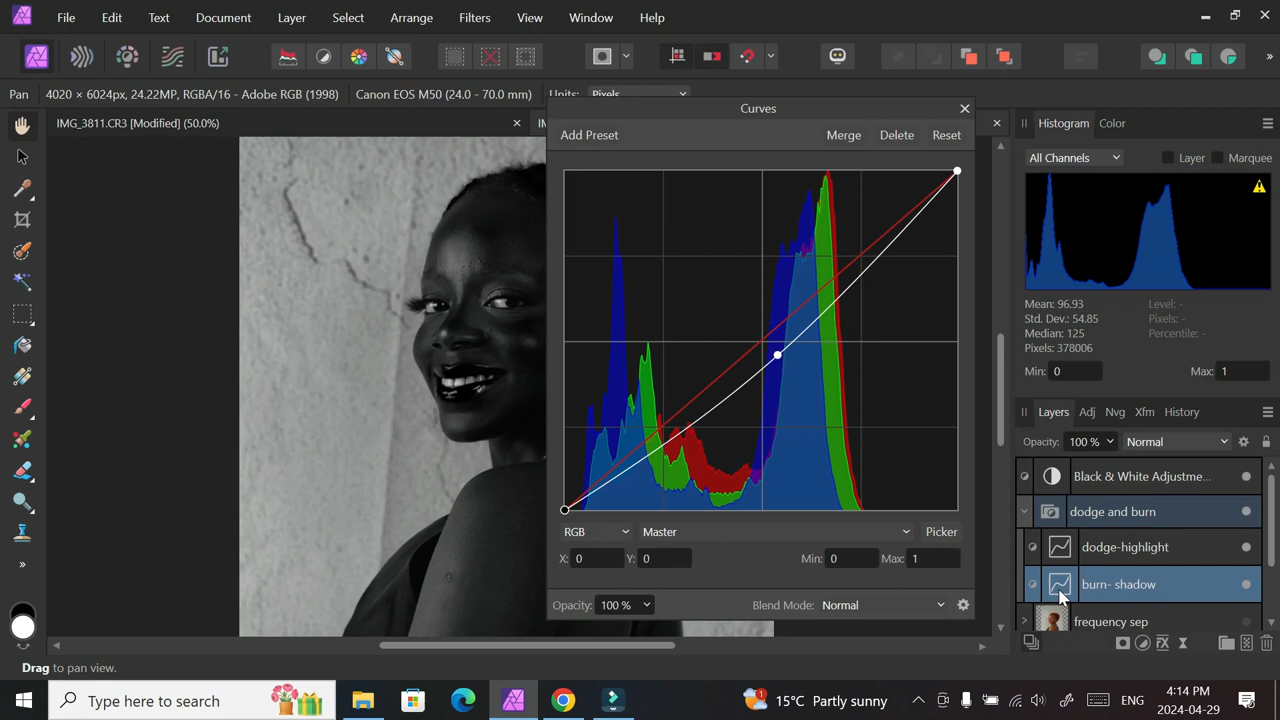 File Edit Text Document Layer Select Arrange Filters View Window Help
Pan 4020 × 6024px, 24.22MP, RGBA/16 - Adobe RGB (1998) Canon EOS M50 (24.0 - 70.0 mm) Units: Pixels
IMG_3811.CR3 [Modified] (50.0%)
Curves
Add Preset Merge Delete Reset
RGB Master Picker
X: 0 Y: 0 Min: 0 Max: 1
Opacity: 100 % Blend Mode: Normal
Histogram Color
All Channels Layer Marquee
Mean: 96.93 Level: -
Std. Dev.: 54.85 Pixels: -
Median: 125 Percentile: -
Pixels: 378006
Min: 0 Max: 1
Layers Adj Nvg Xfm History
Opacity: 100 % Normal
Black & White Adjustme...
dodge and burn
dodge-highlight
burn- shadow
frequency sep
Drag to pan view.
Type here to search
1 15°C Partly sunny
ENG
4:14 PM
2024-04-29